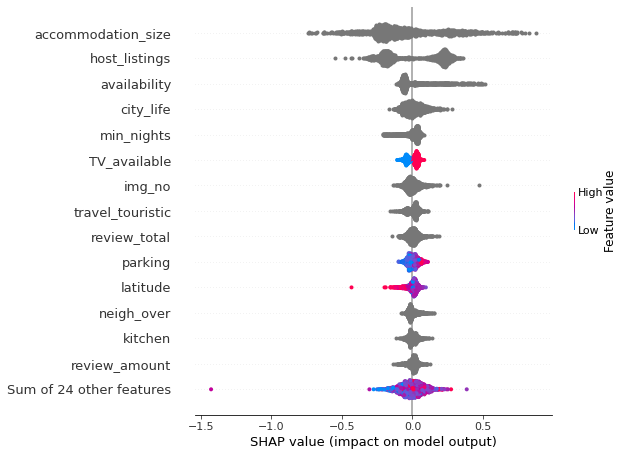 accommodation_size
host_listings
availability
city_life
min_nights
TV_available
img_no
travel_touristic
review_total
parking
latitude
neigh_over
kitchen
review_amount
Sum of 24 other features
High
Low
Feature value
−1.5 −1.0 −0.5 0.0 0.5
SHAP value (impact on model output)